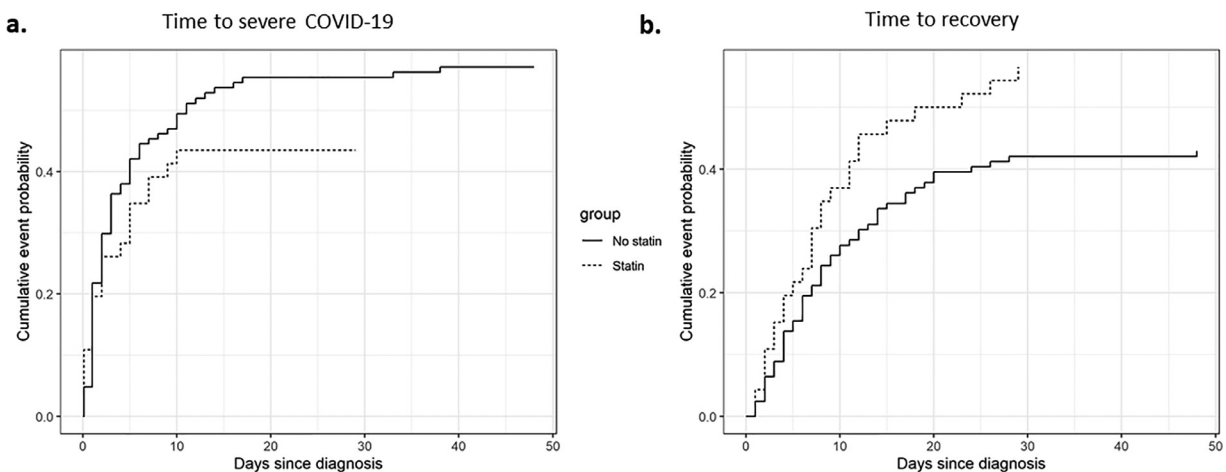 a.
Time to severe COVID-19
Cumulative event probability
0.4
0.2
0.0
0
10
20
30
40
50
Days since diagnosis
group
No statin
Statin
b.
Time to recovery
Cumulative event probability
0.4
0.2
0.0
0
10
20
30
40
50
Days since diagnosis